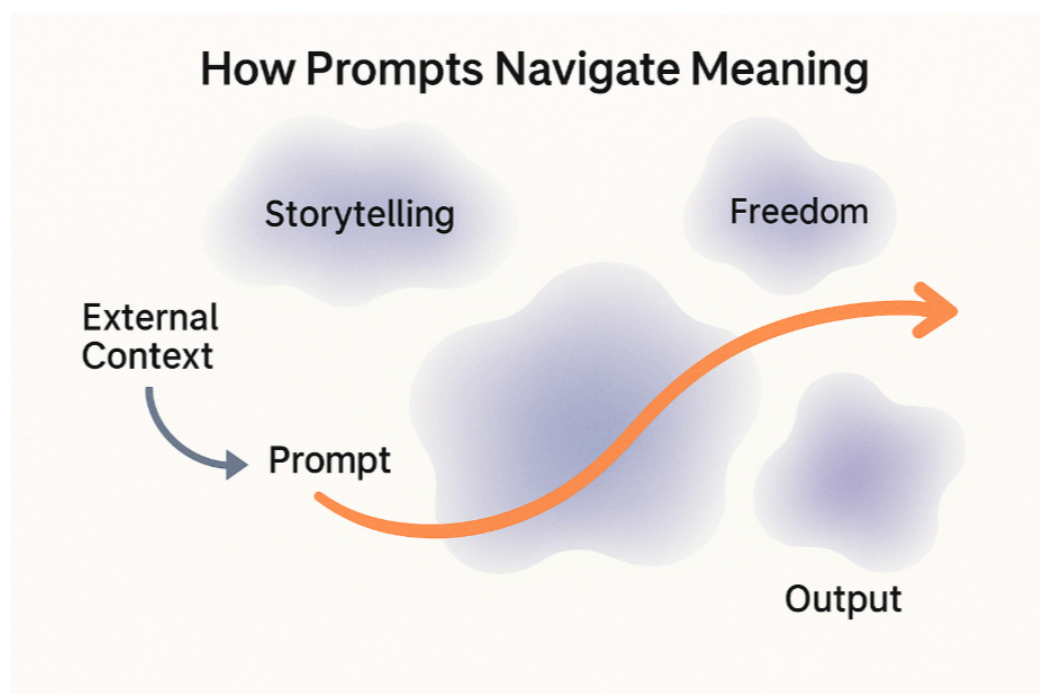 How Prompts Navigate Meaning
Storytelling
Freedom
External
Context
Prompt
Output